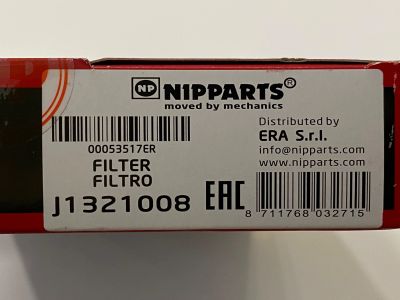 NP NIPPARTS®
moved by mechanics
00053517ER
FILTER
FILTRO
J1321008
EAC
Distributed by
ERA S.r.l.
info@nipparts.com
www.nipparts.com
8 711768 032715